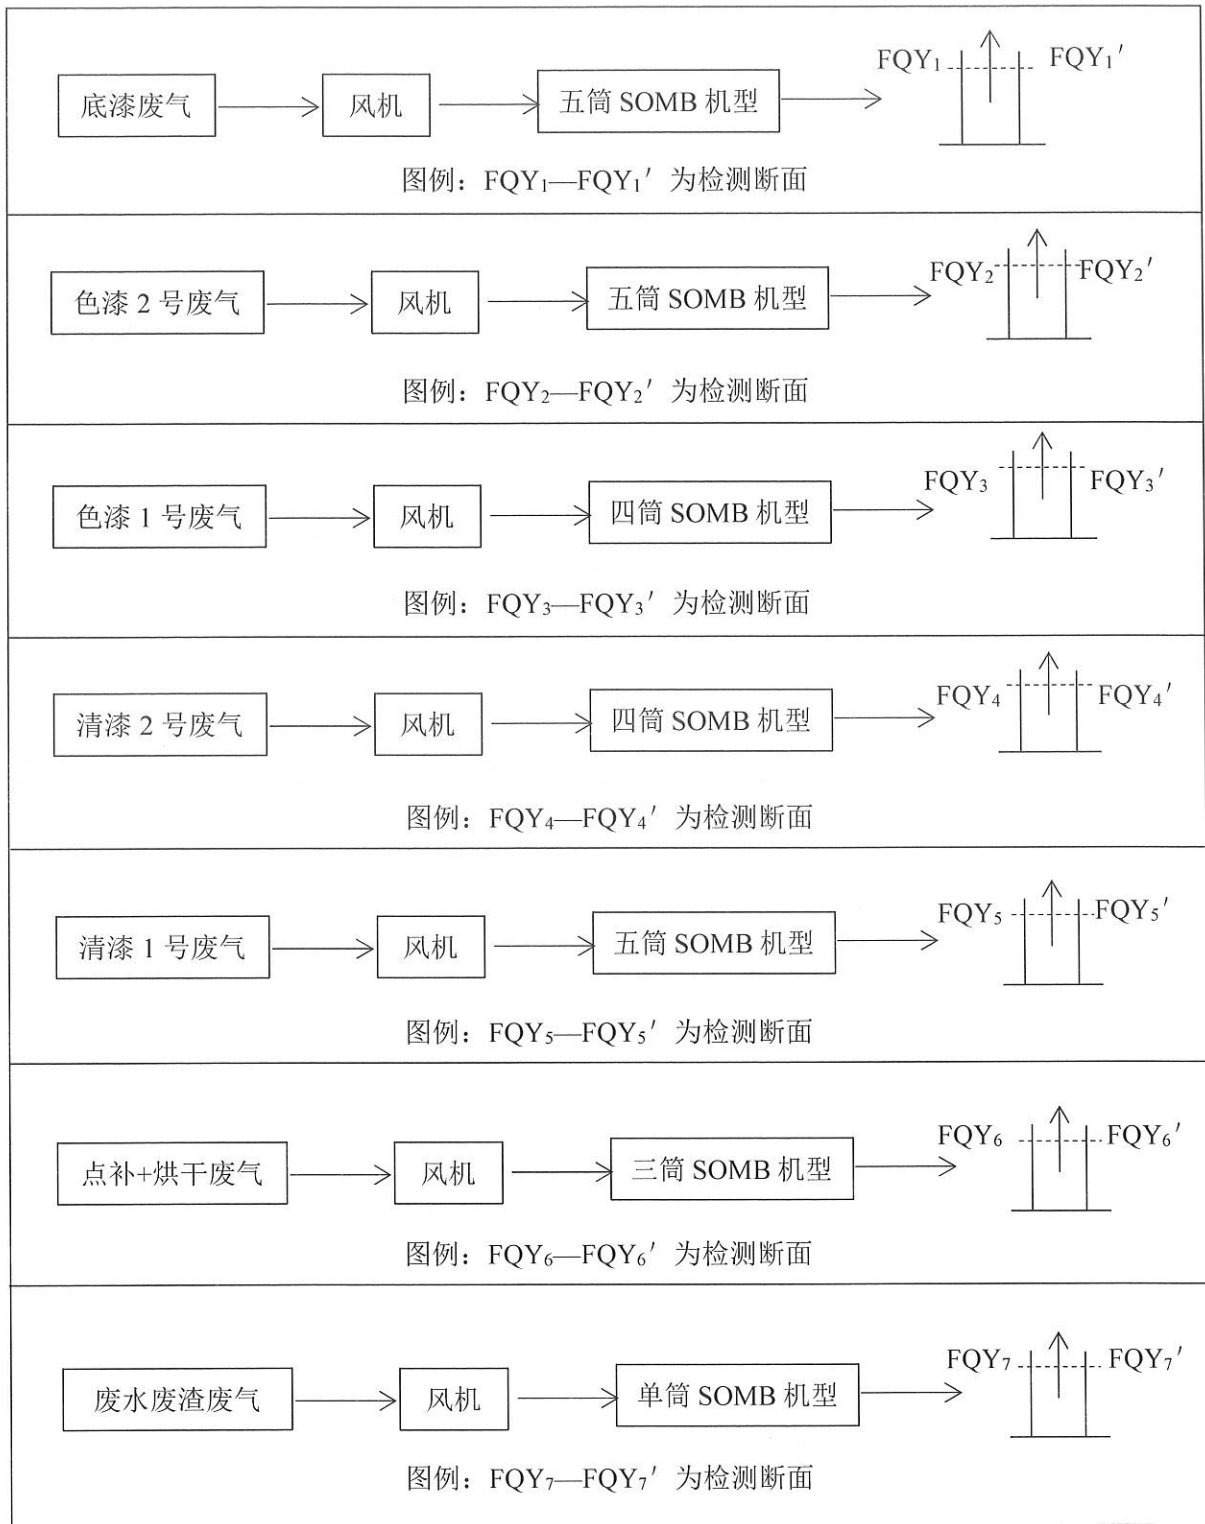 FQY₁ FQY₁′
底漆废气 风机 五筒 SOMB 机型
图例：FQY₁—FQY₁′ 为检测断面
FQY₂ FQY₂′
色漆 2 号废气 风机 五筒 SOMB 机型
图例：FQY₂—FQY₂′ 为检测断面
FQY₃ FQY₃′
色漆 1 号废气 风机 四筒 SOMB 机型
图例：FQY₃—FQY₃′ 为检测断面
FQY₄ FQY₄′
清漆 2 号废气 风机 四筒 SOMB 机型
图例：FQY₄—FQY₄′ 为检测断面
FQY₅ FQY₅′
清漆 1 号废气 风机 五筒 SOMB 机型
图例：FQY₅—FQY₅′ 为检测断面
FQY₆ FQY₆′
点补+烘干废气 风机 三筒 SOMB 机型
图例：FQY₆—FQY₆′ 为检测断面
FQY₇ FQY₇′
废水废渣废气 风机 单筒 SOMB 机型
图例：FQY₇—FQY₇′ 为检测断面